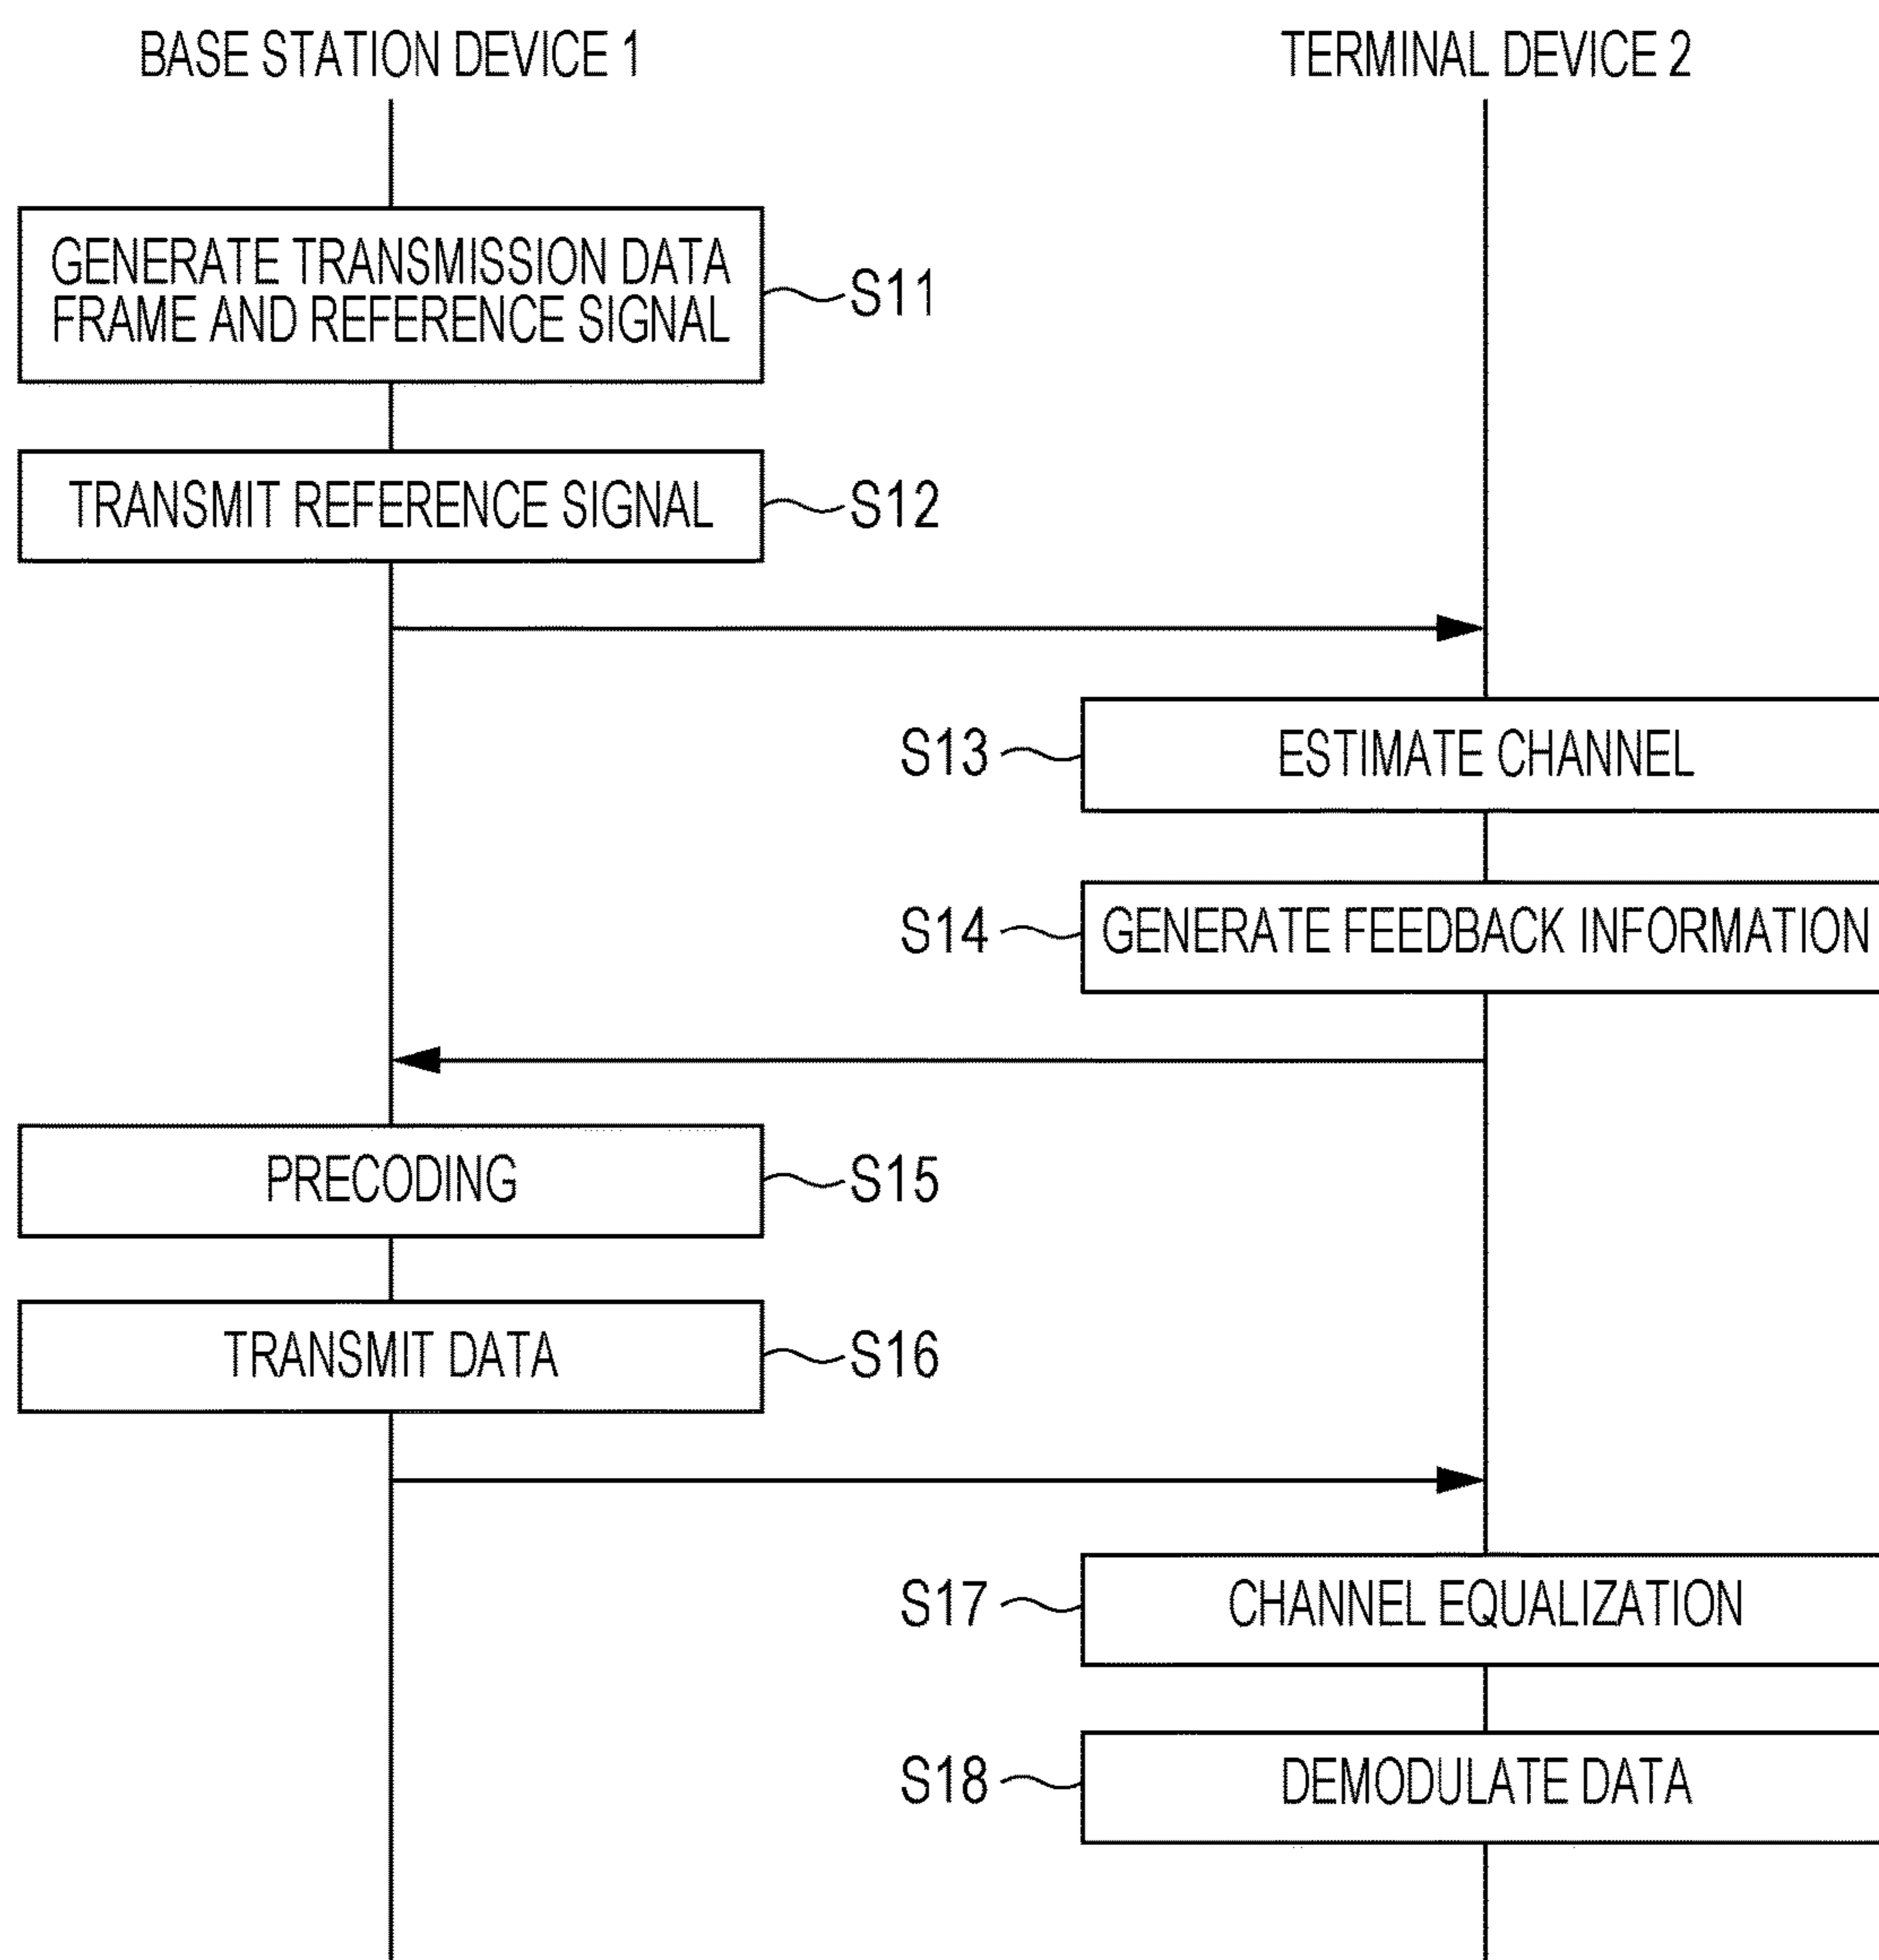 BASE STATION DEVICE 1
TERMINAL DEVICE 2
GENERATE TRANSMISSION DATA
FRAME AND REFERENCE SIGNAL
S11
TRANSMIT REFERENCE SIGNAL
S12
S13
ESTIMATE CHANNEL
S14
GENERATE FEEDBACK INFORMATION
PRECODING
S15
TRANSMIT DATA
S16
S17
CHANNEL EQUALIZATION
S18
DEMODULATE DATA